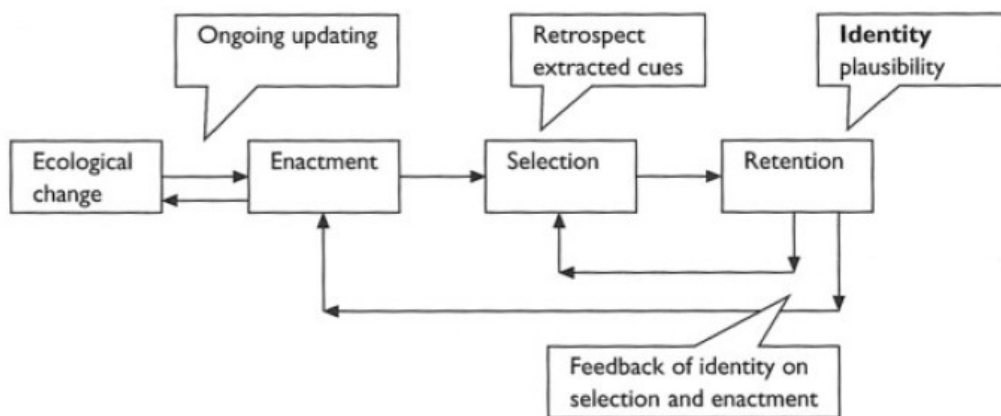 Ongoing updating
Retrospect
extracted cues
Identity
plausibility
Ecological
change
Enactment
Selection
Retention
Feedback of identity on
selection and enactment